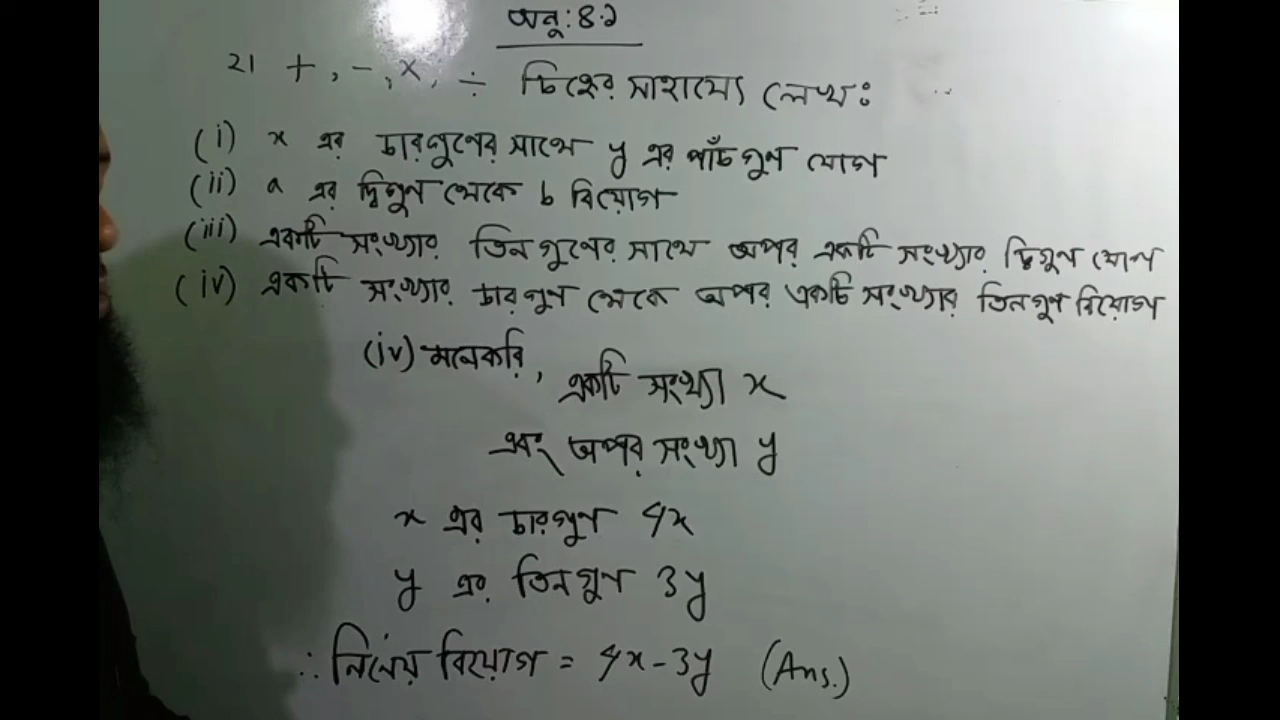 অনু: ৪.১
২। +, -, x, ÷ চিহ্নের সাহায্যে লেখ:
(i) x এর চারগুণের সাথে y এর পাঁচগুণ যোগ
(ii) a এর দ্বিগুণ থেকে b বিয়োগ
(iii) একটি সংখ্যার তিনগুণের সাথে অপর একটি সংখ্যার দ্বিগুণ যোগ
(iv) একটি সংখ্যার চারগুণ থেকে অপর একটি সংখ্যার তিনগুণ বিয়োগ
(iv) মনেকরি, একটি সংখ্যা x
এবং অপর সংখ্যা y
x এর চারগুণ 4x
y এর তিনগুণ 3y
∴ নির্নেয় বিয়োগ = 4x-3y (Ans.)